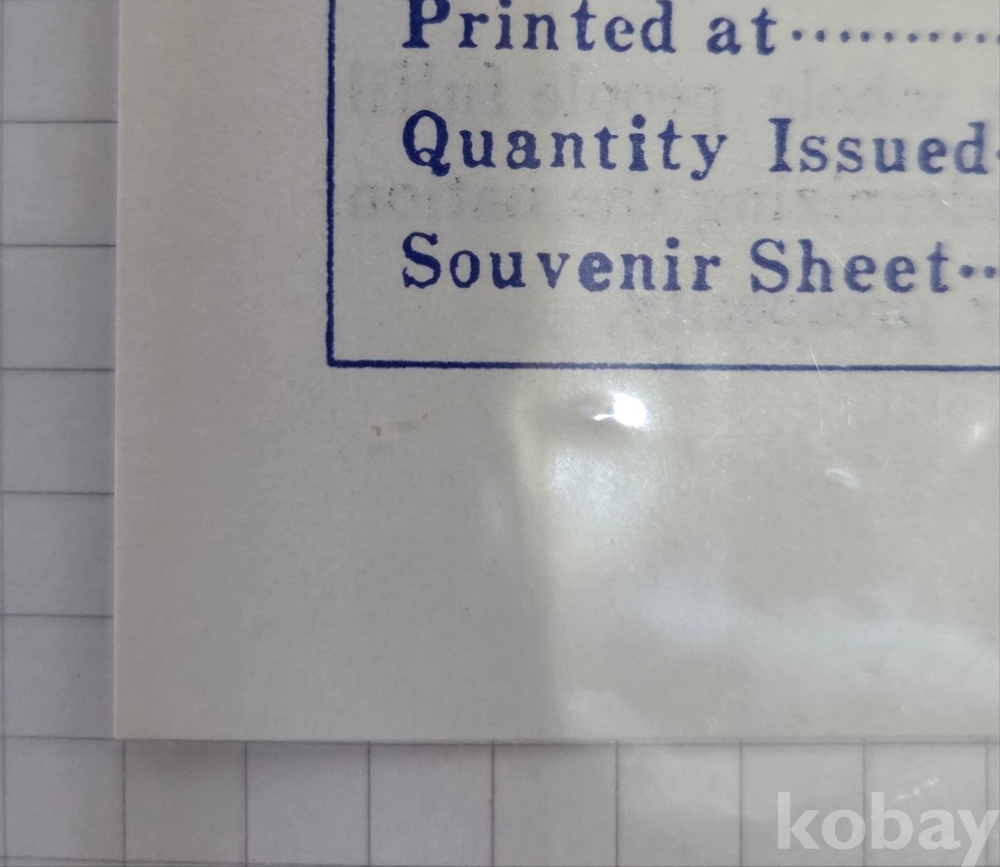 Printed at··········
Quantity Issued·
Souvenir Sheet··
kobay